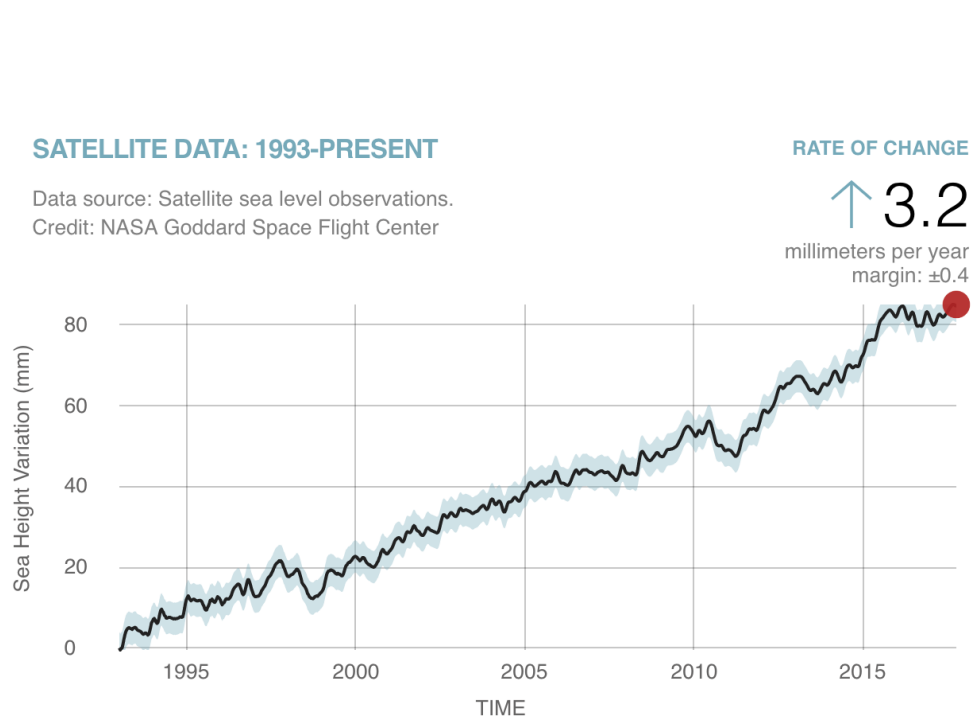 SATELLITE DATA: 1993-PRESENT
RATE OF CHANGE
Data source: Satellite sea level observations.
Credit: NASA Goddard Space Flight Center
↑ 3.2
millimeters per year
margin: ±0.4
Sea Height Variation (mm)
80
60
40
20
0
1995 2000 2005 2010 2015
TIME